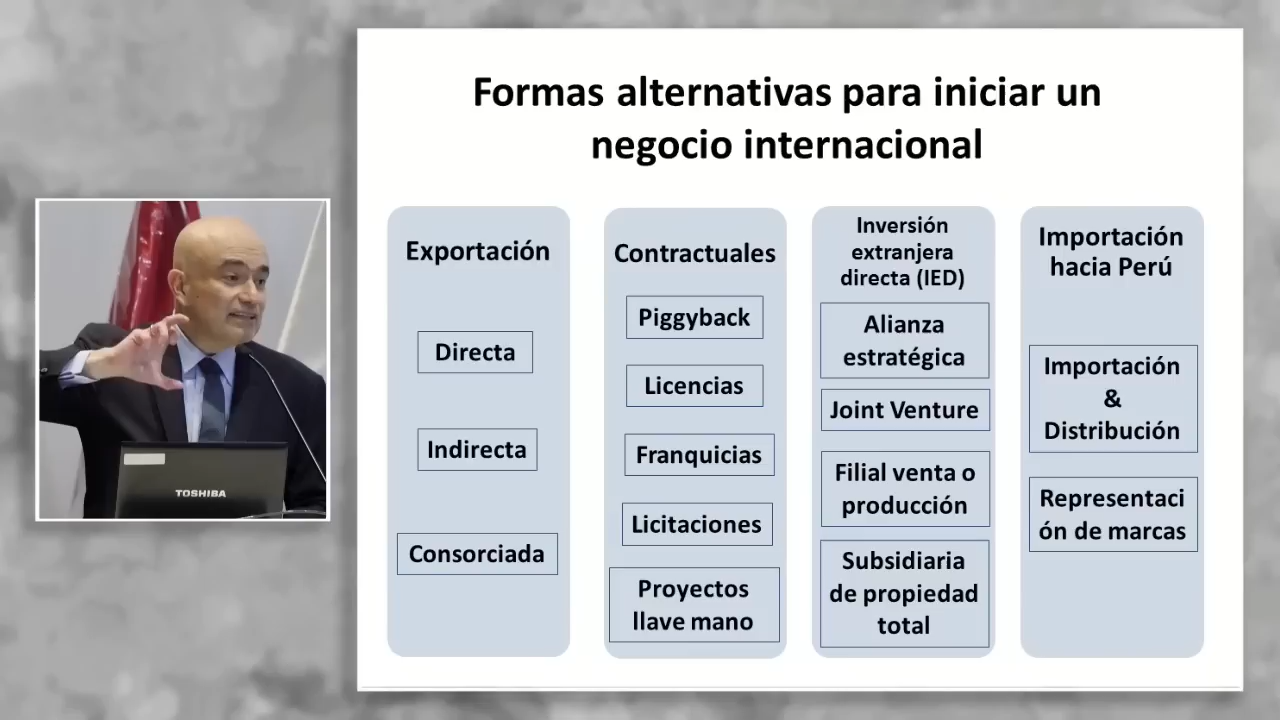 Formas alternativas para iniciar un
negocio internacional
Exportación
Directa
Indirecta
Consorciada
Contractuales
Piggyback
Licencias
Franquicias
Licitaciones
Proyectos
llave mano
Inversión
extranjera
directa (IED)
Alianza
estratégica
Joint Venture
Filial venta o
producción
Subsidiaria
de propiedad
total
Importación
hacia Perú
Importación
&
Distribución
Representaci
ón de marcas
TOSHIBA